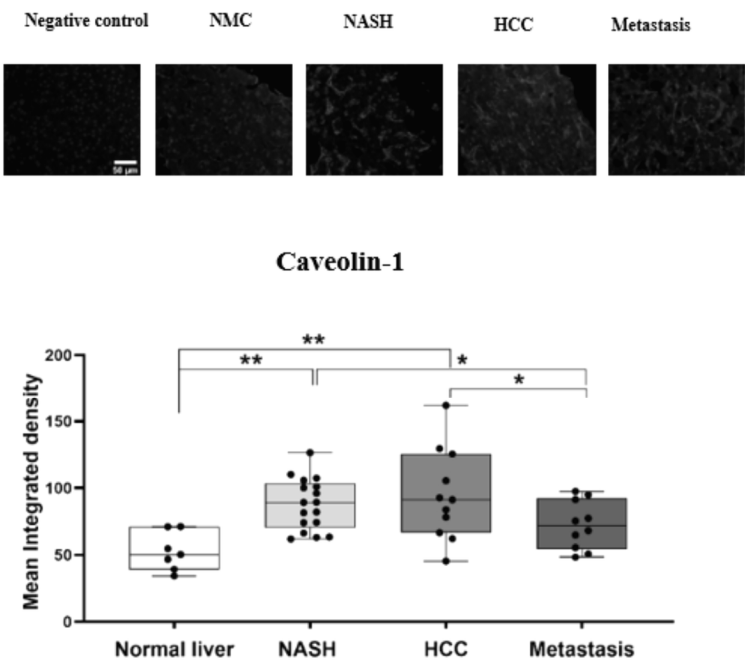 Negative control NMC NASH HCC Metastasis
50 μm
Caveolin-1
**
** *
*
Mean Integrated density
200
150
100
50
0
Normal liver NASH HCC Metastasis